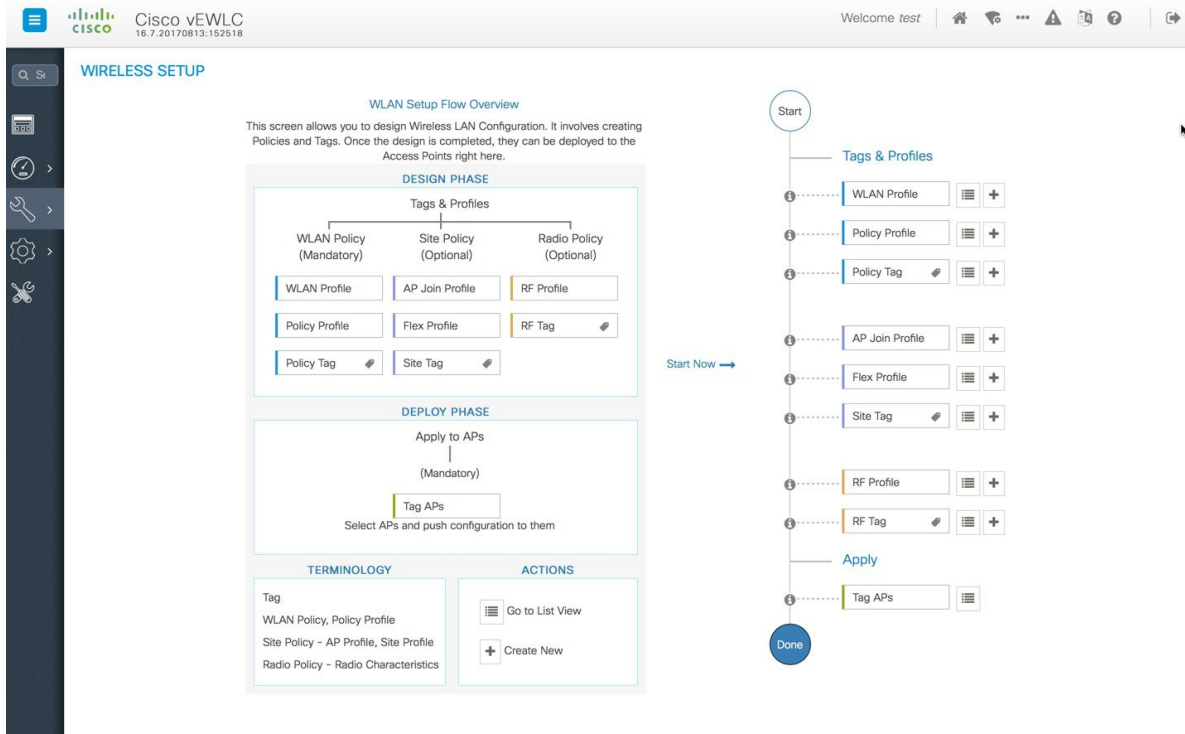 CISCO
Cisco vEWLC
16.7.20170813:152518
Welcome test
WIRELESS SETUP
WLAN Setup Flow Overview
This screen allows you to design Wireless LAN Configuration. It involves creating
Policies and Tags. Once the design is completed, they can be deployed to the
Access Points right here.
DESIGN PHASE
Tags & Profiles
WLAN Policy
(Mandatory)
Site Policy
(Optional)
Radio Policy
(Optional)
WLAN Profile
AP Join Profile
RF Profile
Policy Profile
Flex Profile
RF Tag
Policy Tag
Site Tag
DEPLOY PHASE
Apply to APs
(Mandatory)
Tag APs
Select APs and push configuration to them
TERMINOLOGY
Tag
WLAN Policy, Policy Profile
Site Policy - AP Profile, Site Profile
Radio Policy - Radio Characteristics
ACTIONS
Go to List View
Create New
Start Now
Start
Tags & Profiles
WLAN Profile
Policy Profile
Policy Tag
AP Join Profile
Flex Profile
Site Tag
RF Profile
RF Tag
Apply
Tag APs
Done